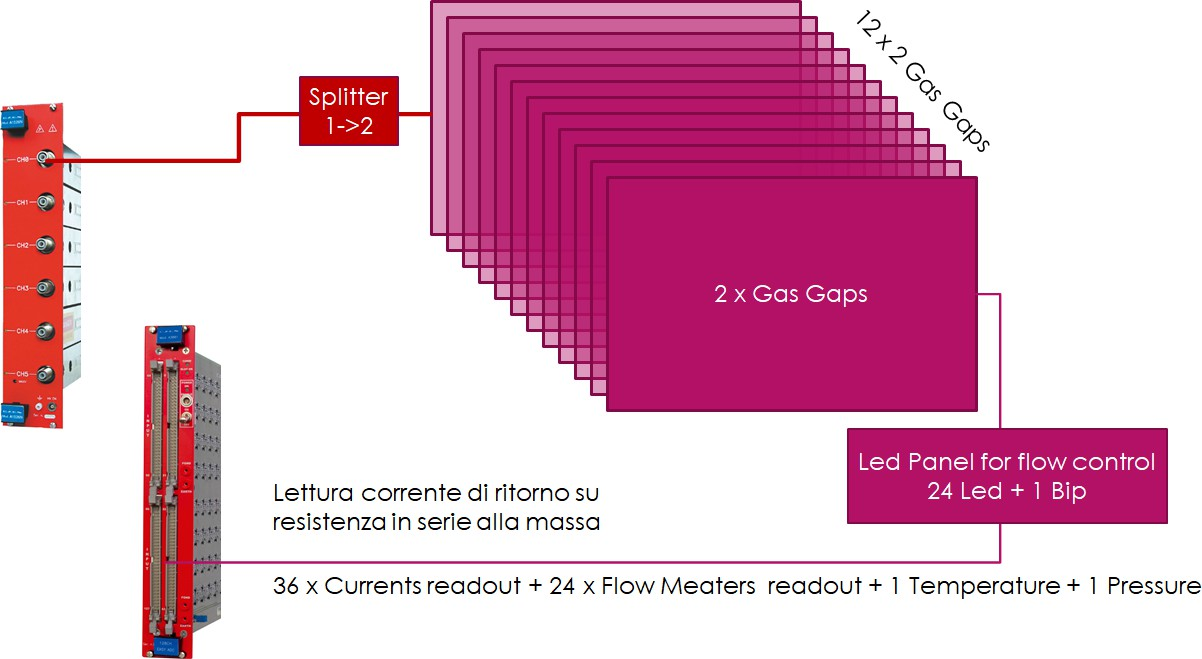 12 x 2 Gas Gaps
Splitter
1->2
CH0
CH1
CH2
CH3
CH4
CH5
2 x Gas Gaps
Led Panel for flow control
24 Led + 1 Bip
Lettura corrente di ritorno su
resistenza in serie alla massa
INPUT
INPUT
36 x Currents readout + 24 x Flow Meaters readout + 1 Temperature + 1 Pressure